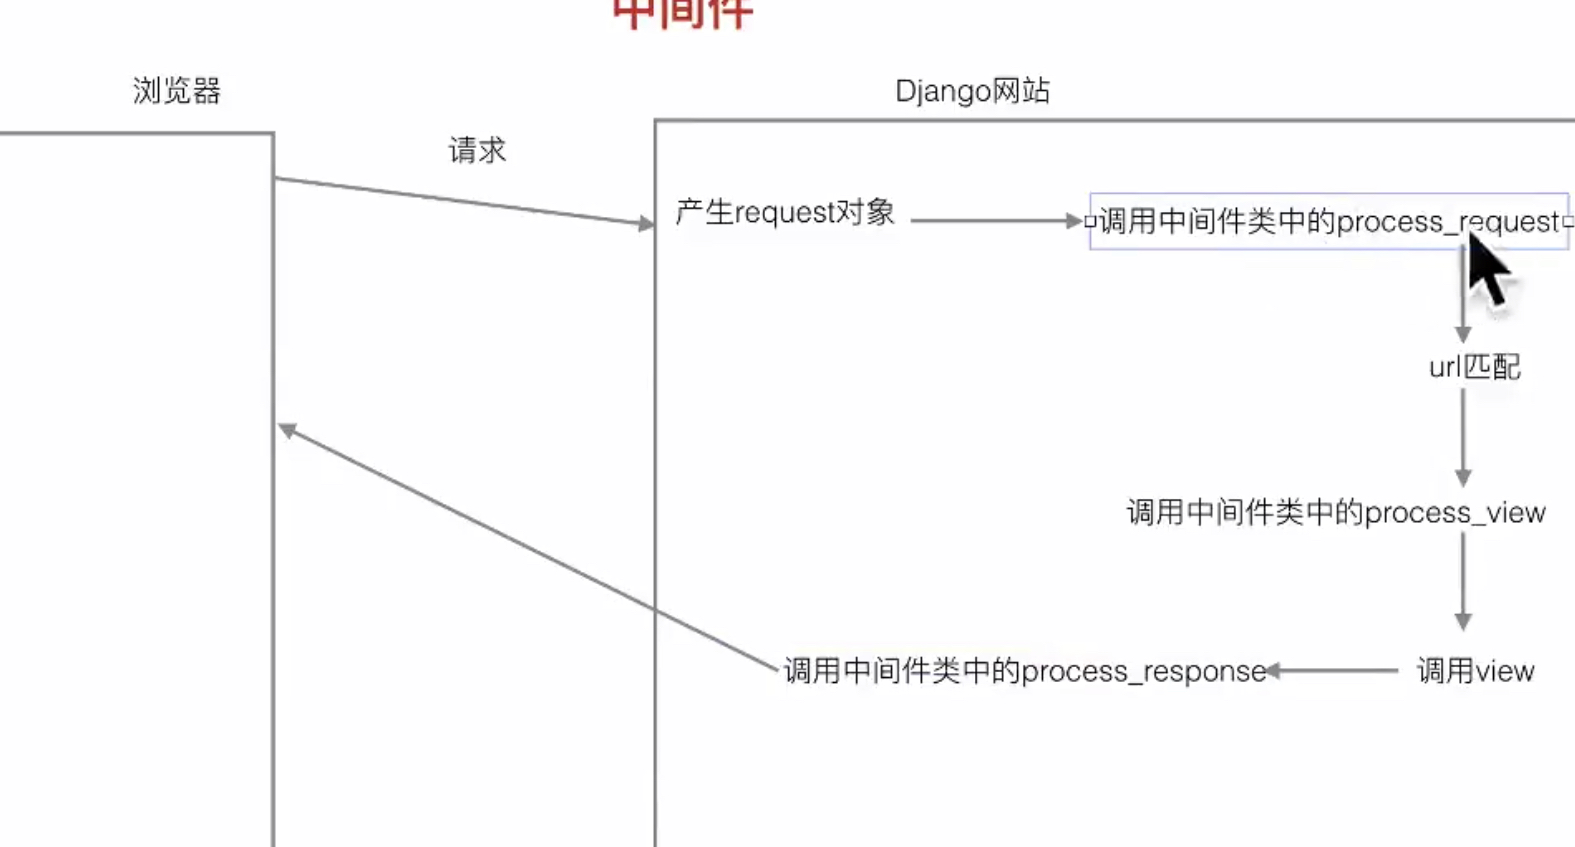 中间件
浏览器
Django网站
请求
产生request对象
调用中间件类中的process_request
url匹配
调用中间件类中的process_view
调用中间件类中的process_response
调用view